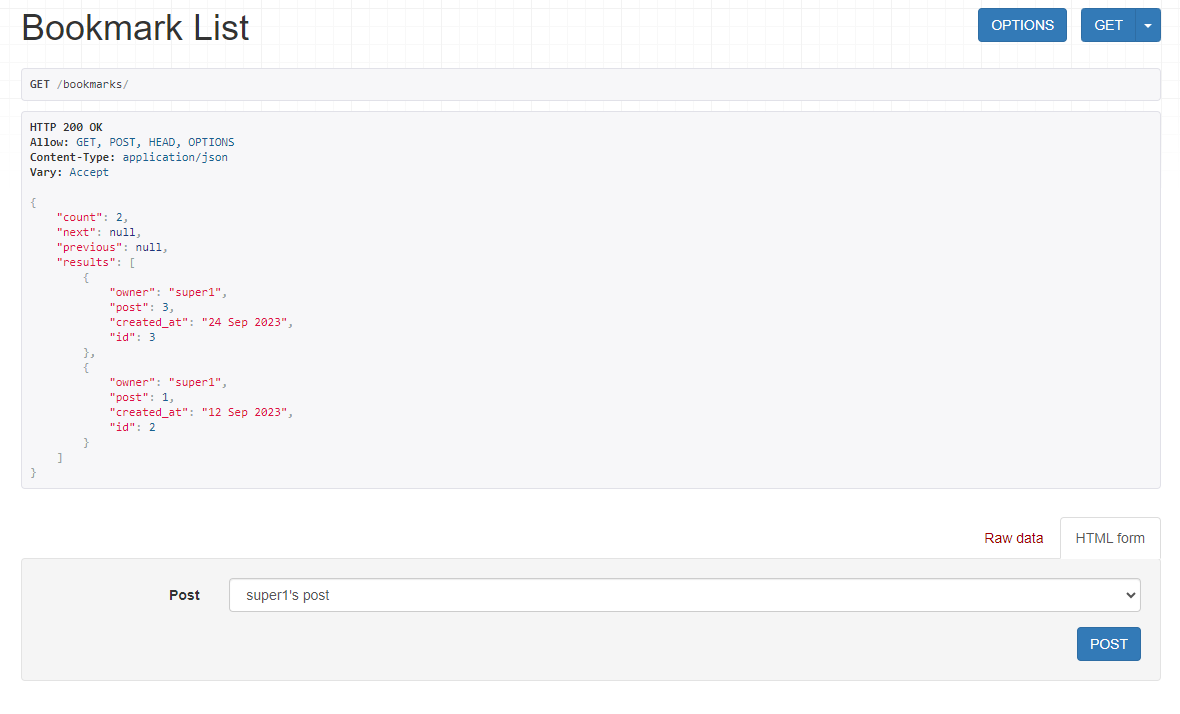 Bookmark List
OPTIONS
GET
GET /bookmarks/
HTTP 200 OK
Allow: GET, POST, HEAD, OPTIONS
Content-Type: application/json
Vary: Accept
{
    "count": 2,
    "next": null,
    "previous": null,
    "results": [
        {
            "owner": "super1",
            "post": 3,
            "created_at": "24 Sep 2023",
            "id": 3
        },
        {
            "owner": "super1",
            "post": 1,
            "created_at": "12 Sep 2023",
            "id": 2
        }
    ]
}
Raw data
HTML form
Post
super1's post
POST